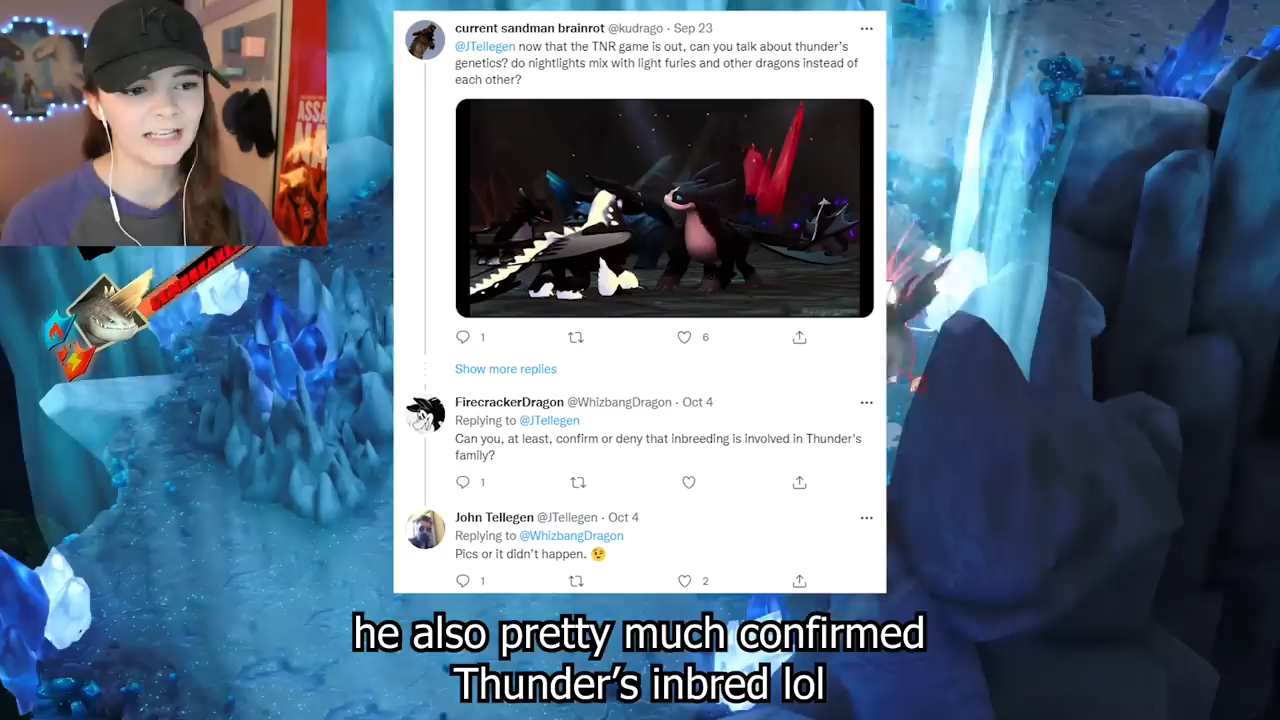 current sandman brainrot @kudrago · Sep 23
@JTellegen now that the TNR game is out, can you talk about thunder's
genetics? do nightlights mix with light furies and other dragons instead of
each other?
1 6
Show more replies
FirecrackerDragon @WhizbangDragon · Oct 4
Replying to @JTellegen
Can you, at least, confirm or deny that inbreeding is involved in Thunder's
family?
1
John Tellegen @JTellegen · Oct 4
Replying to @WhizbangDragon
Pics or it didn't happen. 😉
1 2
he also pretty much confirmed
Thunder's inbred lol